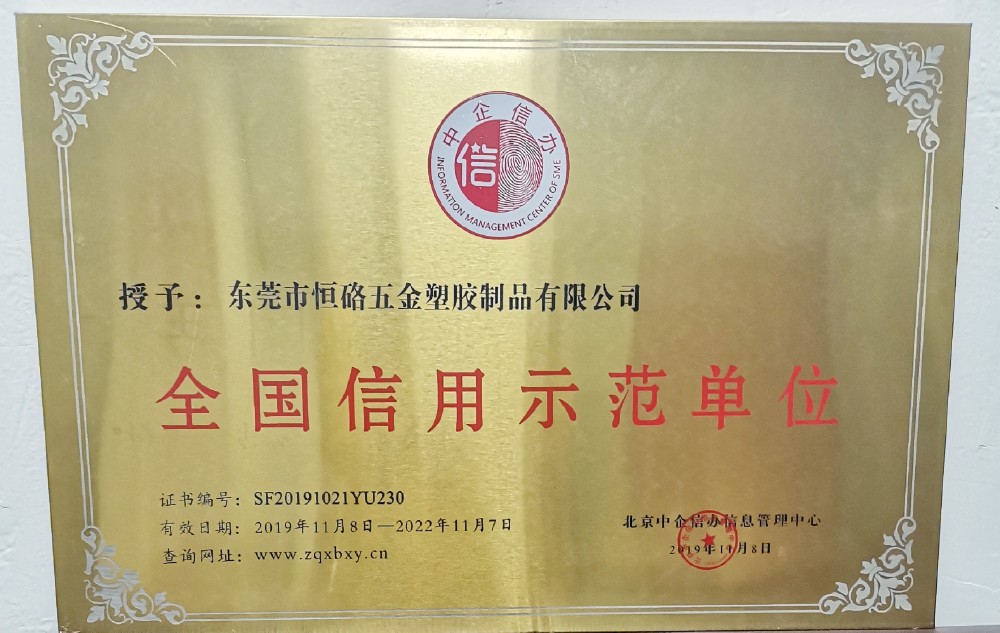 中企信办
信
INFORMATION MANAGEMENT CENTER OF SME
授予：东莞市恒硌五金塑胶制品有限公司
全国信用示范单位
证书编号：SF20191021YU230
有效日期：2019年11月8日—2022年11月7日
查询网址：www.zqxbxy.cn
北京中企信办信息管理中心
2019年11月8日